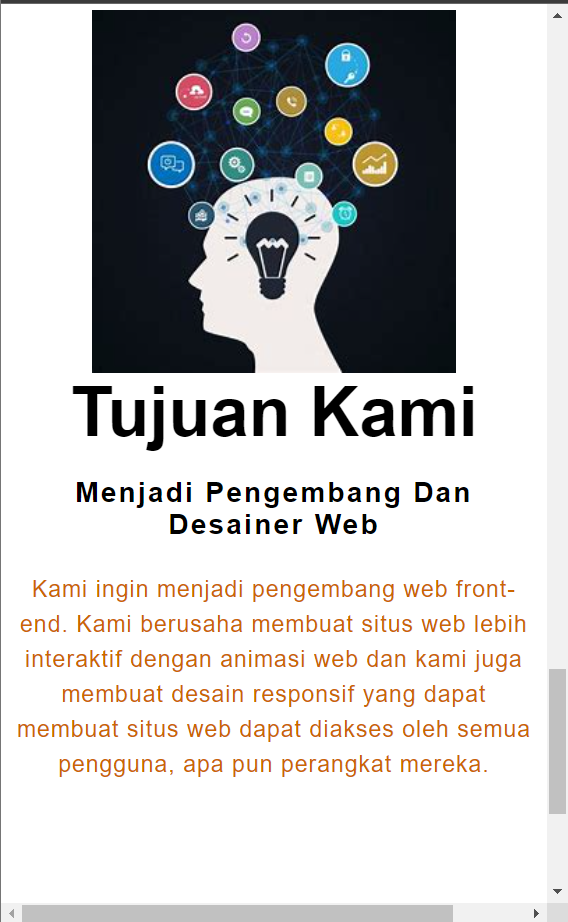 Tujuan Kami
Menjadi Pengembang Dan
Desainer Web
Kami ingin menjadi pengembang web front-
end. Kami berusaha membuat situs web lebih
interaktif dengan animasi web dan kami juga
membuat desain responsif yang dapat
membuat situs web dapat diakses oleh semua
pengguna, apa pun perangkat mereka.